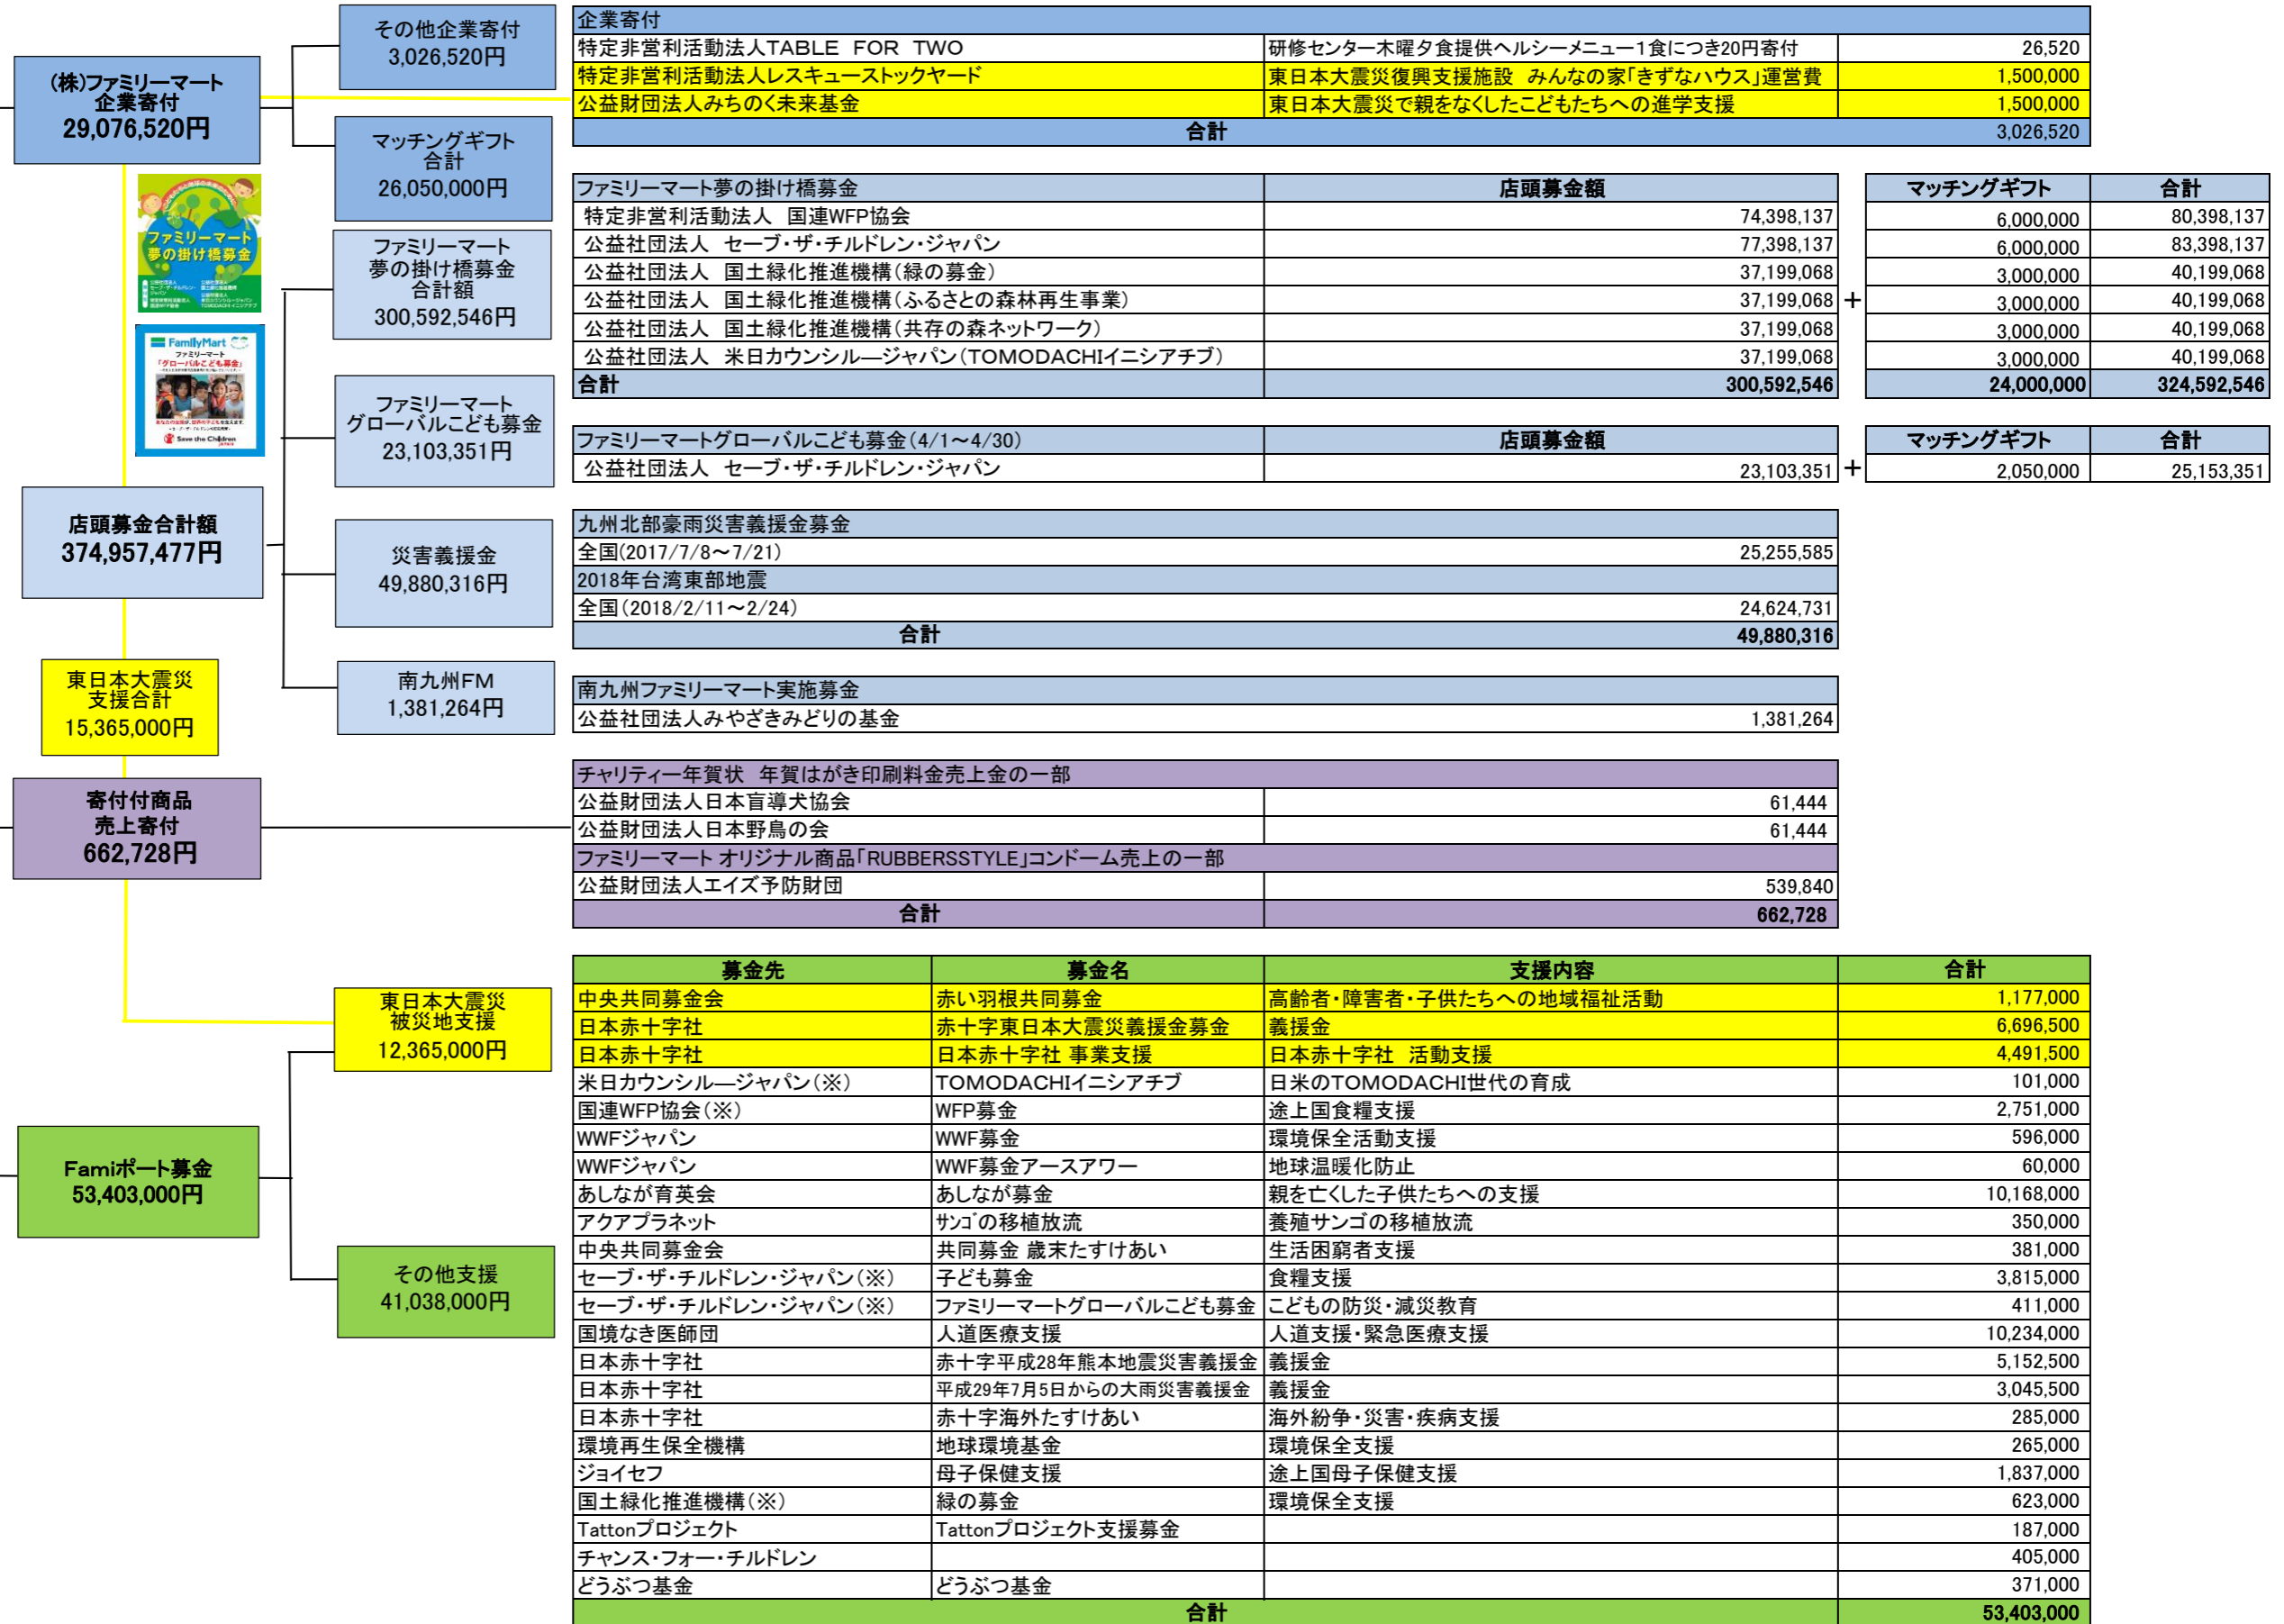 その他企業寄付
3,026,520円
(株)ファミリーマート
企業寄付
29,076,520円
マッチングギフト
合計
26,050,000円
企業寄付
特定非営利活動法人TABLE FOR TWO 研修センター木曜夕食提供ヘルシーメニュー1食につき20円寄付 26,520
特定非営利活動法人レスキューストックヤード 東日本大震災復興支援施設 みんなの家「きずなハウス」運営費 1,500,000
公益財団法人みちのく未来基金 東日本大震災で親をなくしたこどもたちへの進学支援 1,500,000
合計 3,026,520
ファミリーマート
夢の掛け橋募金
FamilyMart
ファミリーマート
「グローバルこども募金」
Save the Children
JAPAN
ファミリーマート
夢の掛け橋募金
合計額
300,592,546円
ファミリーマート夢の掛け橋募金 店頭募金額 マッチングギフト 合計
特定非営利活動法人 国連WFP協会 74,398,137 6,000,000 80,398,137
公益社団法人 セーブ・ザ・チルドレン・ジャパン 77,398,137 6,000,000 83,398,137
公益社団法人 国土緑化推進機構(緑の募金) 37,199,068 3,000,000 40,199,068
公益社団法人 国土緑化推進機構(ふるさとの森林再生事業) 37,199,068 + 3,000,000 40,199,068
公益社団法人 国土緑化推進機構(共存の森ネットワーク) 37,199,068 3,000,000 40,199,068
公益社団法人 米日カウンシル―ジャパン(TOMODACHIイニシアチブ) 37,199,068 3,000,000 40,199,068
合計 300,592,546 24,000,000 324,592,546
ファミリーマート
グローバルこども募金
23,103,351円
ファミリーマートグローバルこども募金(4/1~4/30) 店頭募金額 マッチングギフト 合計
公益社団法人 セーブ・ザ・チルドレン・ジャパン 23,103,351 + 2,050,000 25,153,351
店頭募金合計額
374,957,477円
災害義援金
49,880,316円
九州北部豪雨災害義援金募金
全国(2017/7/8~7/21) 25,255,585
2018年台湾東部地震
全国(2018/2/11~2/24) 24,624,731
合計 49,880,316
東日本大震災
支援合計
15,365,000円
南九州FM
1,381,264円
南九州ファミリーマート実施募金
公益社団法人みやざきみどりの基金 1,381,264
寄付付商品
売上寄付
662,728円
チャリティー年賀状 年賀はがき印刷料金売上金の一部
公益財団法人日本盲導犬協会 61,444
公益財団法人日本野鳥の会 61,444
ファミリーマート オリジナル商品「RUBBERSSTYLE」コンドーム売上の一部
公益財団法人エイズ予防財団 539,840
合計 662,728
東日本大震災
被災地支援
12,365,000円
Famiポート募金
53,403,000円
その他支援
41,038,000円
募金先 募金名 支援内容 合計
中央共同募金会 赤い羽根共同募金 高齢者・障害者・子供たちへの地域福祉活動 1,177,000
日本赤十字社 赤十字東日本大震災義援金募金 義援金 6,696,500
日本赤十字社 日本赤十字社 事業支援 日本赤十字社 活動支援 4,491,500
米日カウンシル―ジャパン(※) TOMODACHIイニシアチブ 日米のTOMODACHI世代の育成 101,000
国連WFP協会(※) WFP募金 途上国食糧支援 2,751,000
WWFジャパン WWF募金 環境保全活動支援 596,000
WWFジャパン WWF募金アースアワー 地球温暖化防止 60,000
あしなが育英会 あしなが募金 親を亡くした子供たちへの支援 10,168,000
アクアプラネット サンゴの移植放流 養殖サンゴの移植放流 350,000
中央共同募金会 共同募金 歳末たすけあい 生活困窮者支援 381,000
セーブ・ザ・チルドレン・ジャパン(※) 子ども募金 食糧支援 3,815,000
セーブ・ザ・チルドレン・ジャパン(※) ファミリーマートグローバルこども募金 こどもの防災・減災教育 411,000
国境なき医師団 人道医療支援 人道支援・緊急医療支援 10,234,000
日本赤十字社 赤十字平成28年熊本地震災害義援金 義援金 5,152,500
日本赤十字社 平成29年7月5日からの大雨災害義援金 義援金 3,045,500
日本赤十字社 赤十字海外たすけあい 海外紛争・災害・疾病支援 285,000
環境再生保全機構 地球環境基金 環境保全支援 265,000
ジョイセフ 母子保健支援 途上国母子保健支援 1,837,000
国土緑化推進機構(※) 緑の募金 環境保全支援 623,000
Tattonプロジェクト Tattonプロジェクト支援募金 187,000
チャンス・フォー・チルドレン 405,000
どうぶつ基金 どうぶつ基金 371,000
合計 53,403,000